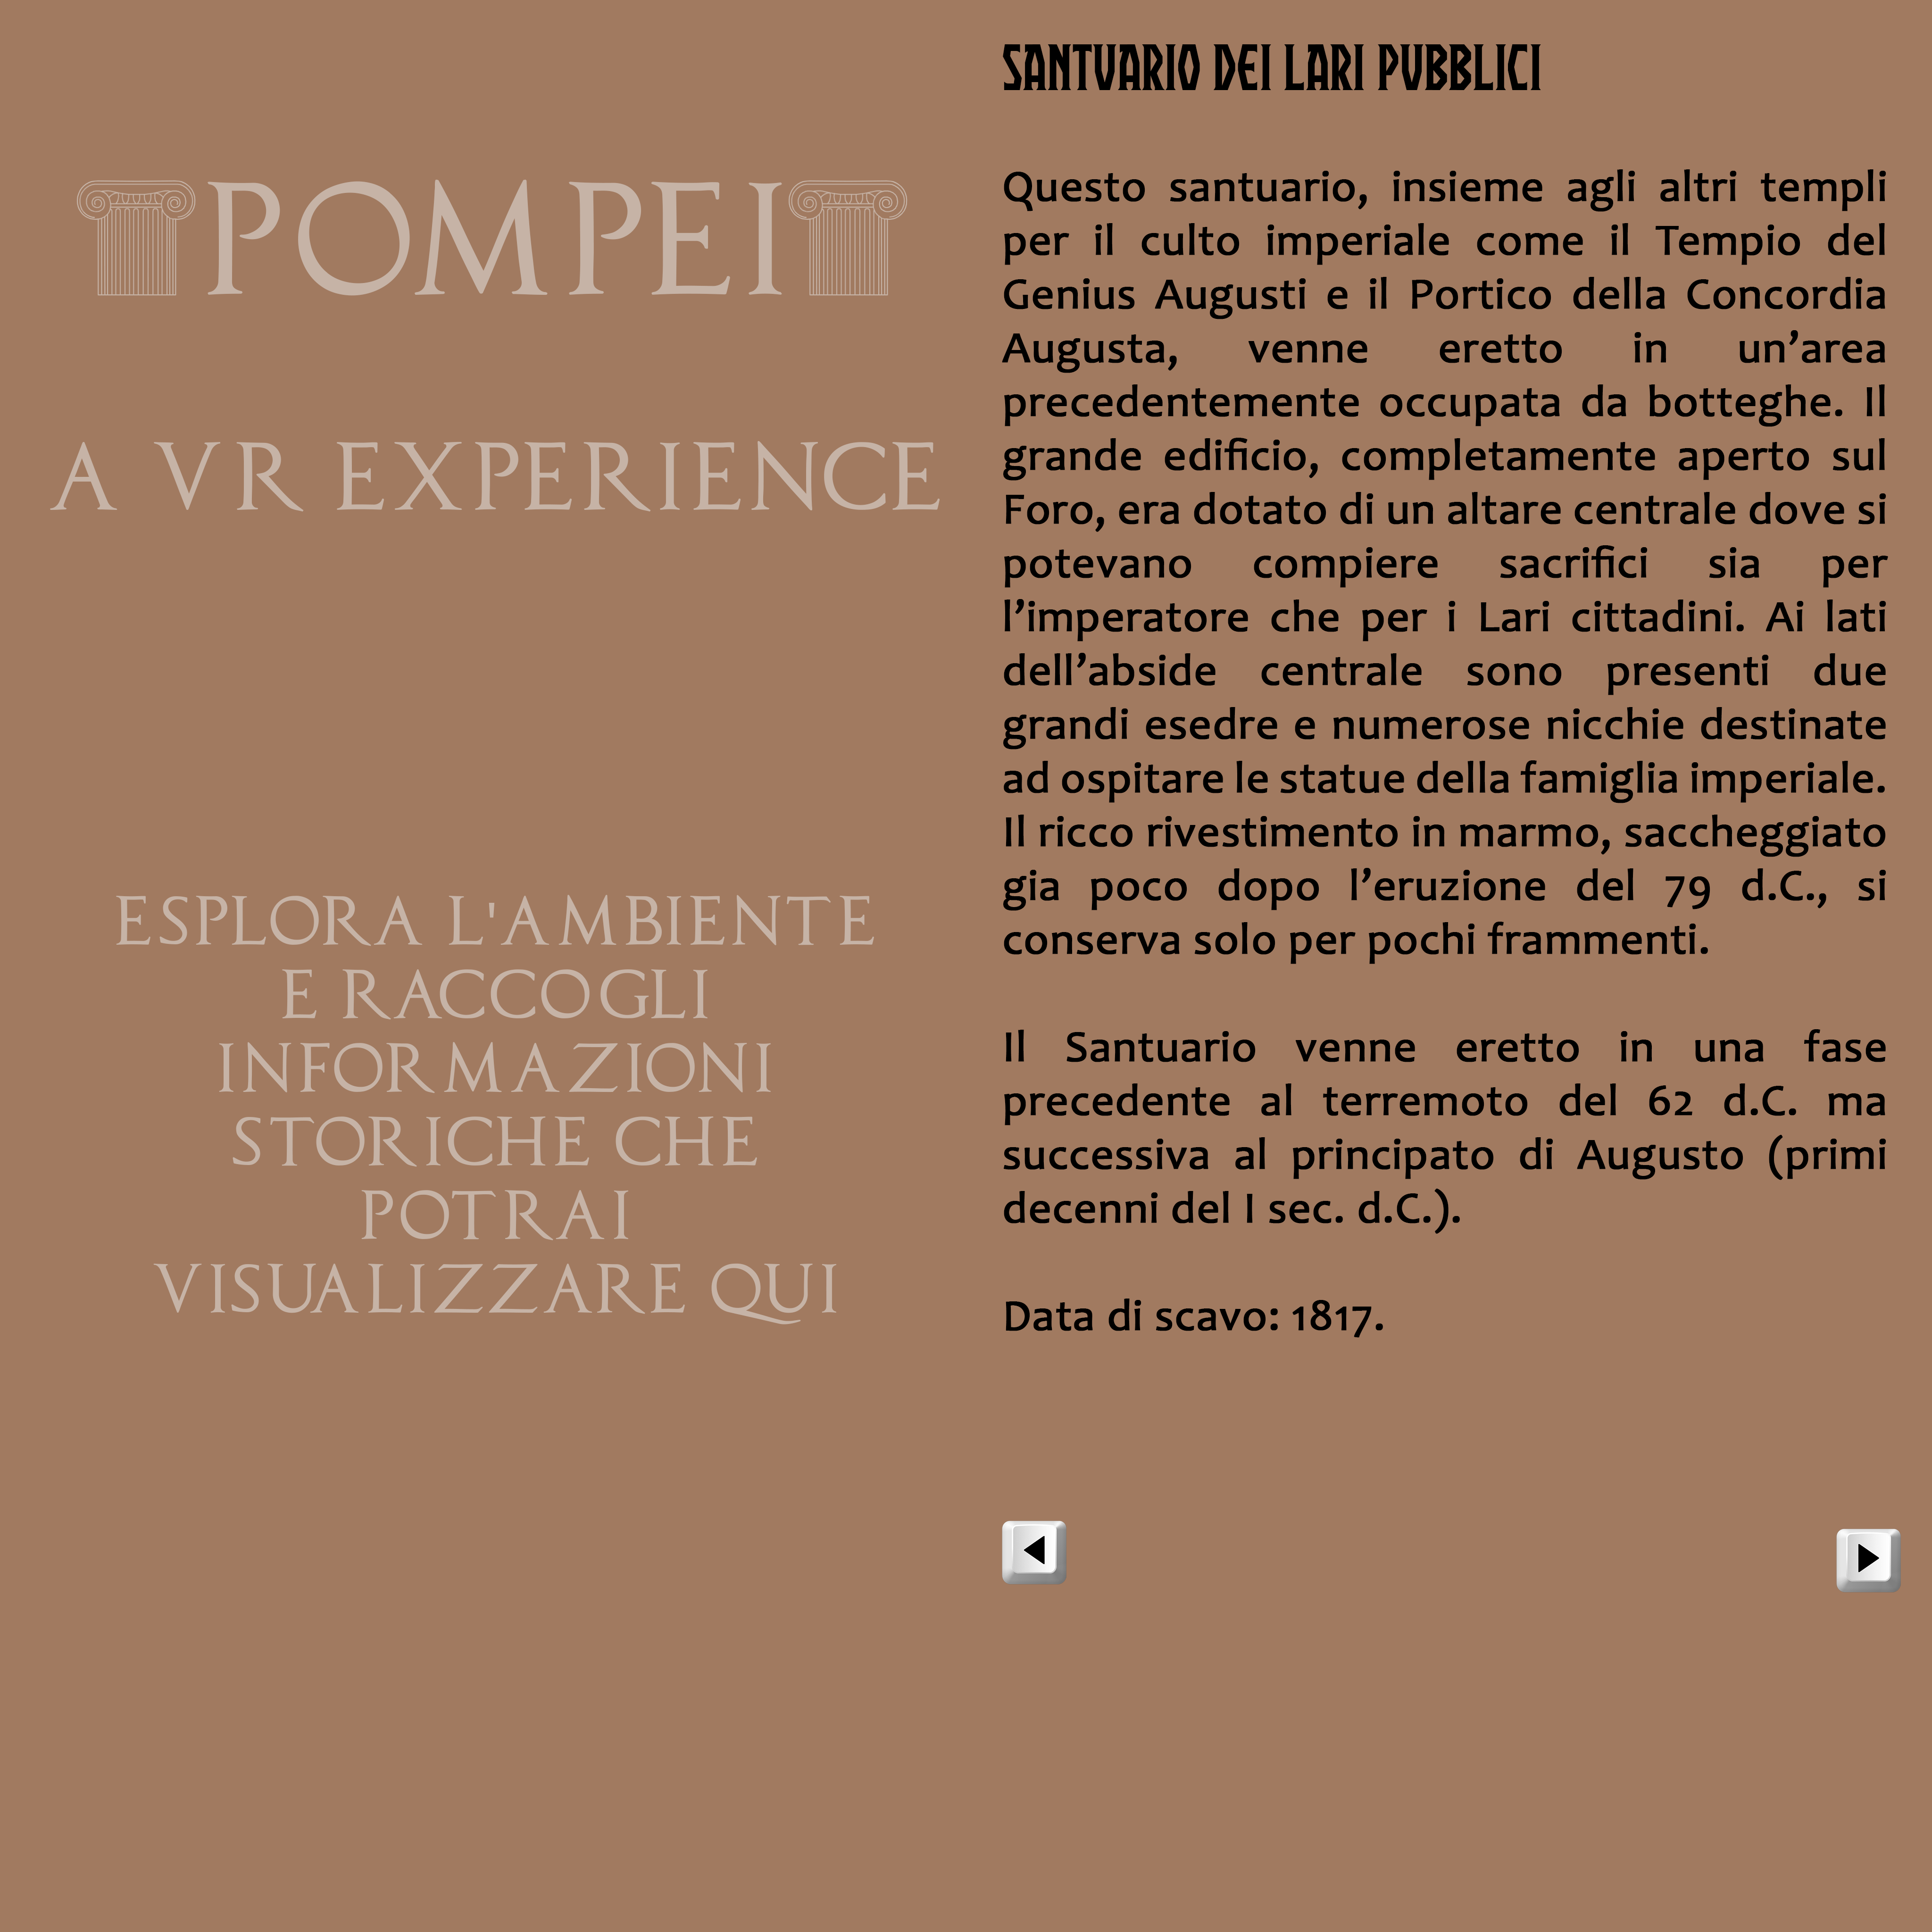 POMPEI
A VR EXPERIENCE
ESPLORA L'AMBIENTE
E RACCOGLI
INFORMAZIONI
STORICHE CHE
POTRAI
VISUALIZZARE QUI
SANTUARIO DEI LARI PUBBLICI
Questo santuario, insieme agli altri templi
per il culto imperiale come il Tempio del
Genius Augusti e il Portico della Concordia
Augusta, venne eretto in un’area
precedentemente occupata da botteghe. Il
grande edificio, completamente aperto sul
Foro, era dotato di un altare centrale dove si
potevano compiere sacrifici sia per
l’imperatore che per i Lari cittadini. Ai lati
dell’abside centrale sono presenti due
grandi esedre e numerose nicchie destinate
ad ospitare le statue della famiglia imperiale.
Il ricco rivestimento in marmo, saccheggiato
gia poco dopo l’eruzione del 79 d.C., si
conserva solo per pochi frammenti.
Il Santuario venne eretto in una fase
precedente al terremoto del 62 d.C. ma
successiva al principato di Augusto (primi
decenni del I sec. d.C.).
Data di scavo: 1817.